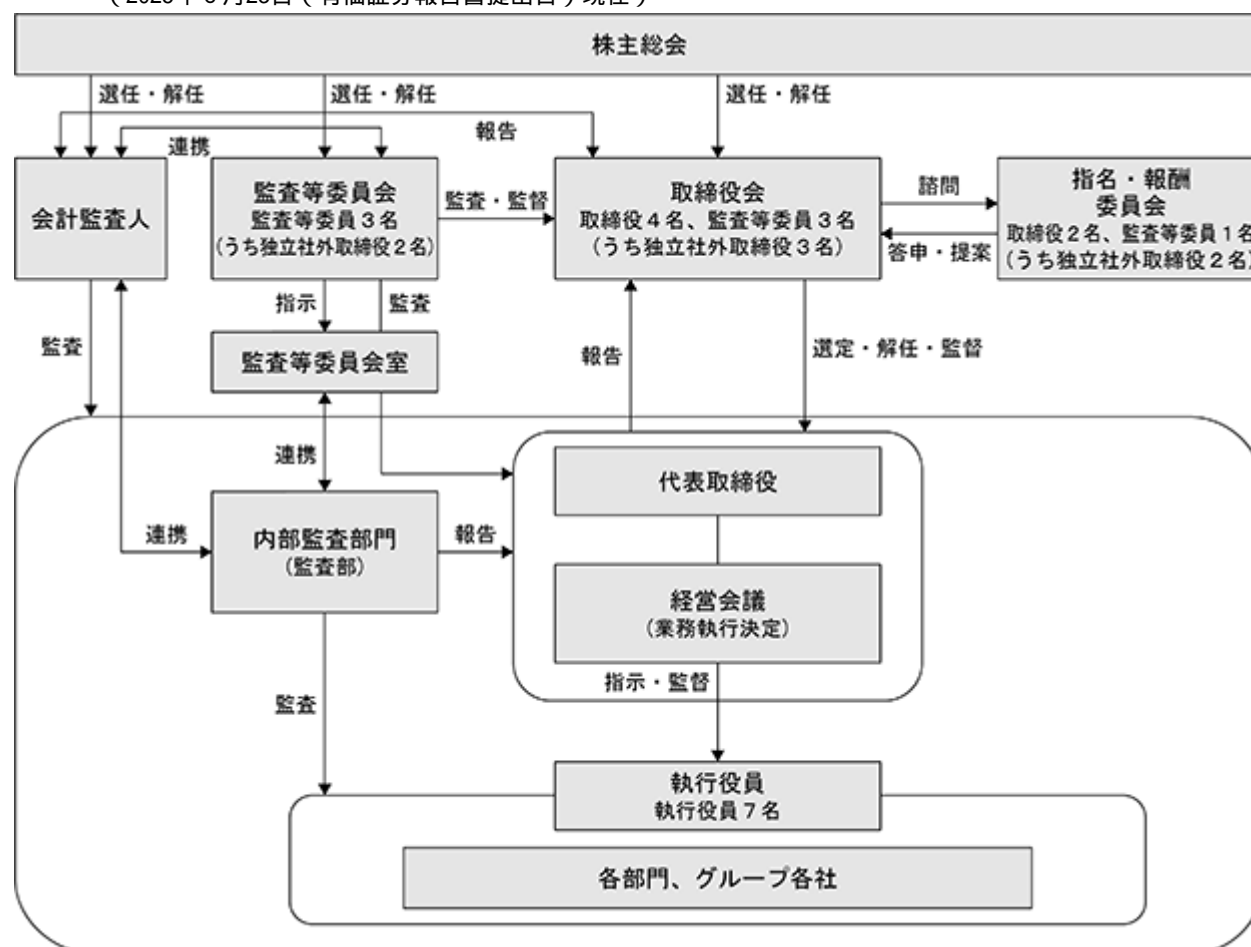 株主総会
選任・解任
選任・解任
選任・解任
報告
連携
会計監査人
監査等委員会
監査等委員３名
(うち独立社外取締役２名)
監査・監督
取締役会
取締役４名、監査等委員３名
(うち独立社外取締役３名)
諮問
答申・提案
指名・報酬
委員会
取締役２名、監査等委員１名
(うち独立社外取締役２名)
監査
指示
監査
監査等委員会室
報告
選定・解任・監督
連携
代表取締役
連携
内部監査部門
(監査部)
報告
経営会議
(業務執行決定)
指示・監督
監査
執行役員
執行役員７名
各部門、グループ各社